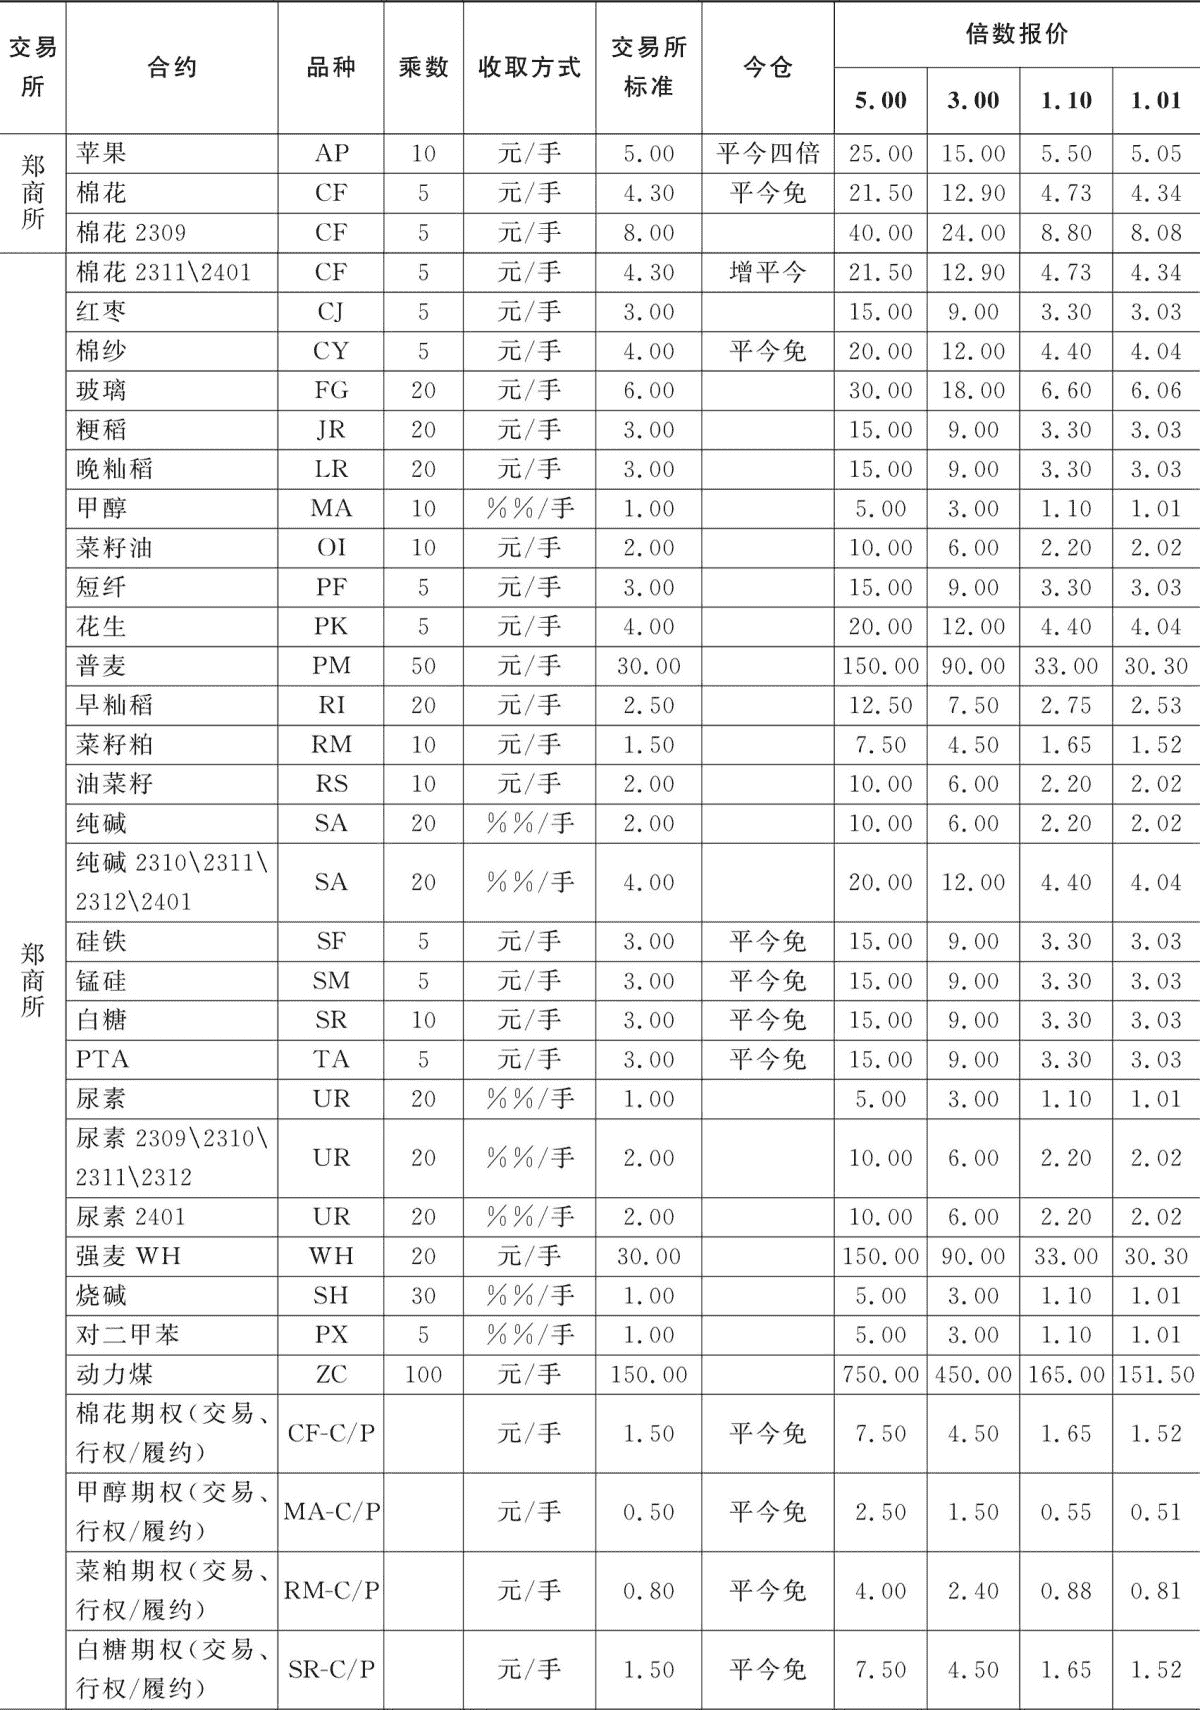 交易所 合约 品种 乘数 收取方式 交易所标准 今仓 倍数报价
5.00 3.00 1.10 1.01
郑商所
苹果 AP 10 元/手 5.00 平今四倍 25.00 15.00 5.50 5.05
棉花 CF 5 元/手 4.30 平今免 21.50 12.90 4.73 4.34
棉花2309 CF 5 元/手 8.00 40.00 24.00 8.80 8.08
郑商所
棉花2311\2401 CF 5 元/手 4.30 增平今 21.50 12.90 4.73 4.34
红枣 CJ 5 元/手 3.00 15.00 9.00 3.30 3.03
棉纱 CY 5 元/手 4.00 平今免 20.00 12.00 4.40 4.04
玻璃 FG 20 元/手 6.00 30.00 18.00 6.60 6.06
粳稻 JR 20 元/手 3.00 15.00 9.00 3.30 3.03
晚籼稻 LR 20 元/手 3.00 15.00 9.00 3.30 3.03
甲醇 MA 10 %%/手 1.00 5.00 3.00 1.10 1.01
菜籽油 OI 10 元/手 2.00 10.00 6.00 2.20 2.02
短纤 PF 5 元/手 3.00 15.00 9.00 3.30 3.03
花生 PK 5 元/手 4.00 20.00 12.00 4.40 4.04
普麦 PM 50 元/手 30.00 150.00 90.00 33.00 30.30
早籼稻 RI 20 元/手 2.50 12.50 7.50 2.75 2.53
菜籽粕 RM 10 元/手 1.50 7.50 4.50 1.65 1.52
油菜籽 RS 10 元/手 2.00 10.00 6.00 2.20 2.02
纯碱 SA 20 %%/手 2.00 10.00 6.00 2.20 2.02
纯碱2310\2311\
2312\2401 SA 20 %%/手 4.00 20.00 12.00 4.40 4.04
硅铁 SF 5 元/手 3.00 平今免 15.00 9.00 3.30 3.03
锰硅 SM 5 元/手 3.00 平今免 15.00 9.00 3.30 3.03
白糖 SR 10 元/手 3.00 平今免 15.00 9.00 3.30 3.03
PTA TA 5 元/手 3.00 平今免 15.00 9.00 3.30 3.03
尿素 UR 20 %%/手 1.00 5.00 3.00 1.10 1.01
尿素2309\2310\
2311\2312 UR 20 %%/手 2.00 10.00 6.00 2.20 2.02
尿素2401 UR 20 %%/手 2.00 10.00 6.00 2.20 2.02
强麦WH WH 20 元/手 30.00 150.00 90.00 33.00 30.30
烧碱 SH 30 %%/手 1.00 5.00 3.00 1.10 1.01
对二甲苯 PX 5 %%/手 1.00 5.00 3.00 1.10 1.01
动力煤 ZC 100 元/手 150.00 750.00 450.00 165.00 151.50
棉花期权(交易、
行权/履约) CF-C/P 元/手 1.50 平今免 7.50 4.50 1.65 1.52
甲醇期权(交易、
行权/履约) MA-C/P 元/手 0.50 平今免 2.50 1.50 0.55 0.51
菜粕期权(交易、
行权/履约) RM-C/P 元/手 0.80 平今免 4.00 2.40 0.88 0.81
白糖期权(交易、
行权/履约) SR-C/P 元/手 1.50 平今免 7.50 4.50 1.65 1.52